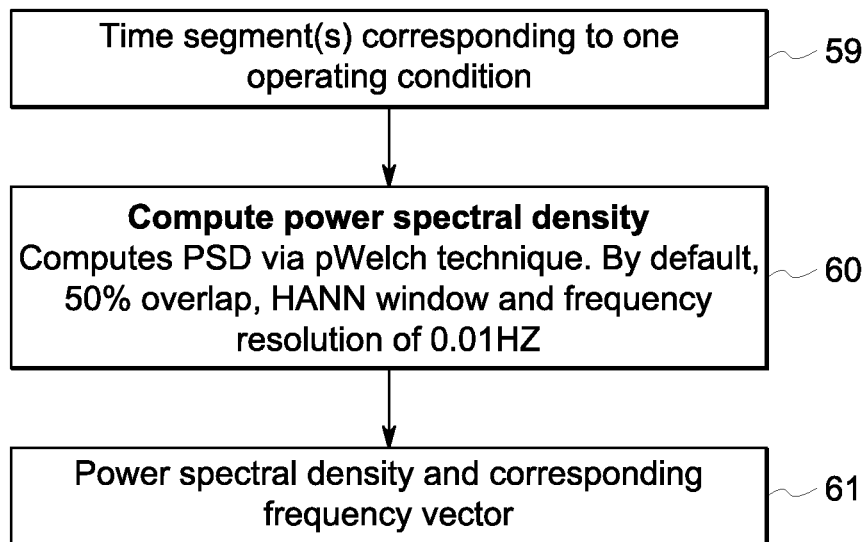 Time segment(s) corresponding to one
operating condition
59
Compute power spectral density
Computes PSD via pWelch technique. By default,
50% overlap, HANN window and frequency
resolution of 0.01HZ
60
Power spectral density and corresponding
frequency vector
61